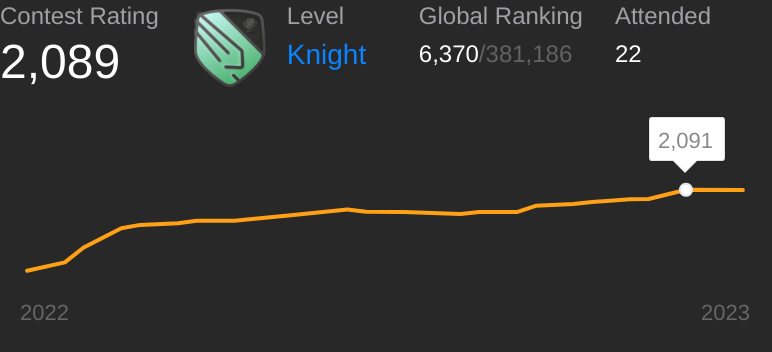 Contest Rating
2,089
Level
Knight
Global Ranking
6,370/381,186
Attended
22
2,091
2022
2023